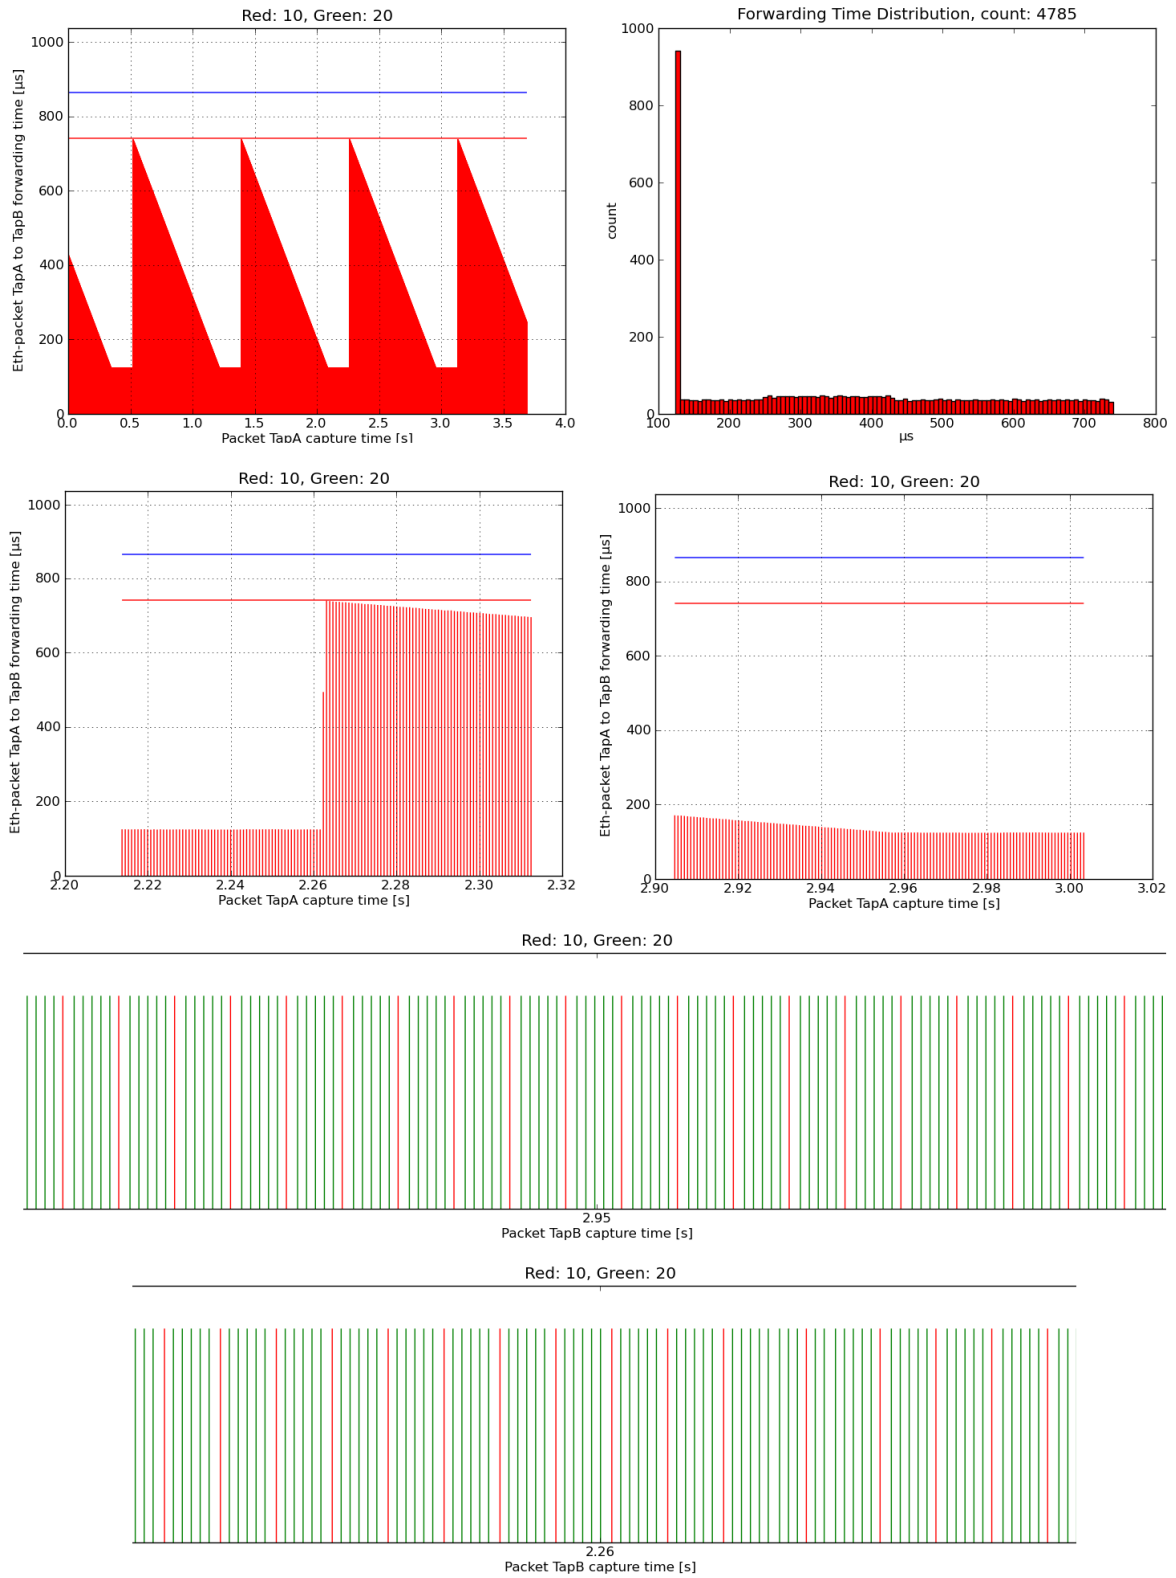 Red: 10, Green: 20
Eth-packet TapA to TapB forwarding time [µs]
1000
800
600
400
200
0
0.0 0.5 1.0 1.5 2.0 2.5 3.0 3.5 4.0
Packet TapA capture time [s]
Forwarding Time Distribution, count: 4785
count
1000
800
600
400
200
0
100 200 300 400 500 600 700 800
µs
Red: 10, Green: 20
Eth-packet TapA to TapB forwarding time [µs]
1000
800
600
400
200
0
2.20 2.22 2.24 2.26 2.28 2.30 2.32
Packet TapA capture time [s]
Red: 10, Green: 20
Eth-packet TapA to TapB forwarding time [µs]
1000
800
600
400
200
0
2.90 2.92 2.94 2.96 2.98 3.00 3.02
Packet TapA capture time [s]
Red: 10, Green: 20
2.95
Packet TapB capture time [s]
Red: 10, Green: 20
2.26
Packet TapB capture time [s]